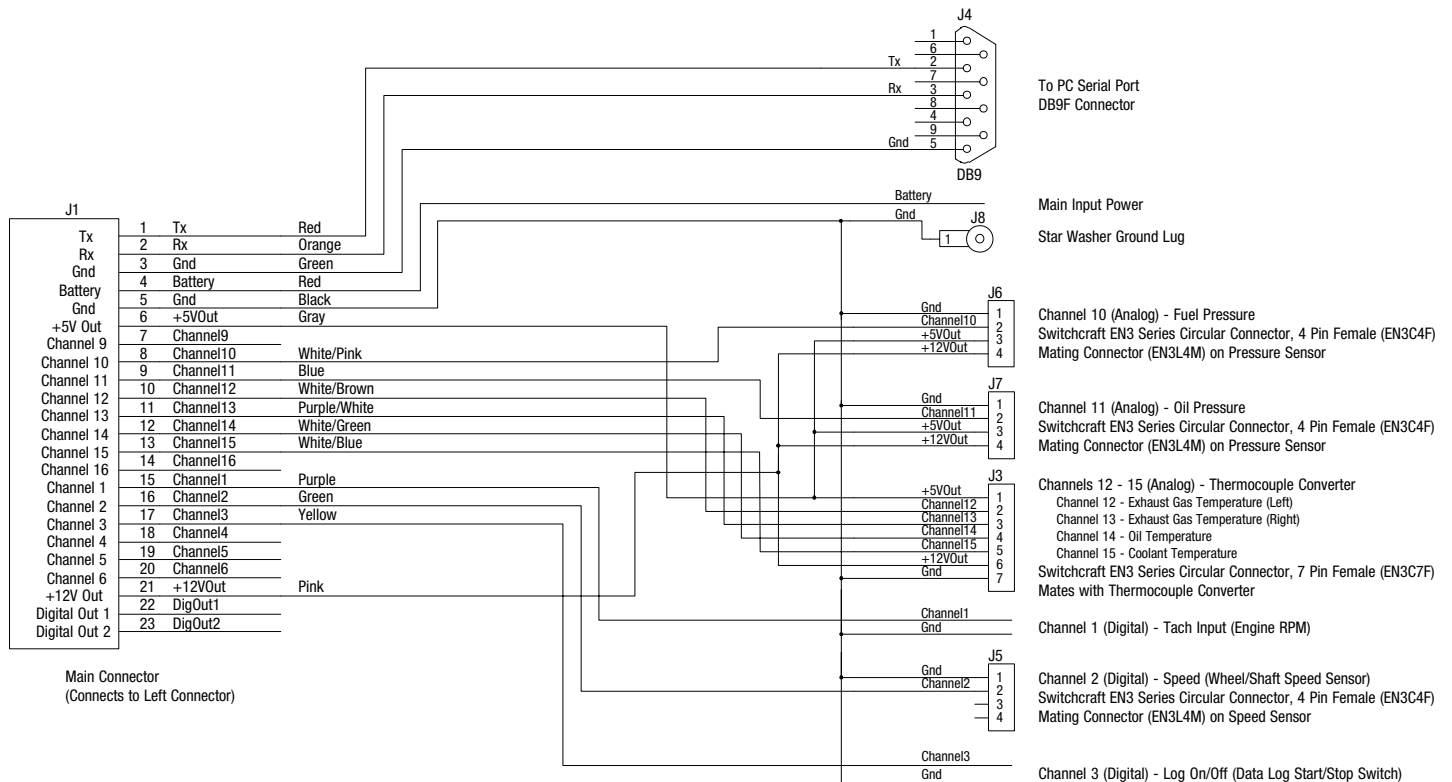 J4
1
6
Tx 2
7
Rx 3
8
4
9
Gnd 5
DB9
To PC Serial Port
DB9F Connector
Battery
Main Input Power
Gnd
J8
1
Star Washer Ground Lug
J1
Tx 1 Tx Red
Rx 2 Rx Orange
Gnd 3 Gnd Green
Battery 4 Battery Red
Gnd 5 Gnd Black
+5V Out 6 +5VOut Gray
Channel 9 7 Channel9
Channel 10 8 Channel10 White/Pink
Channel 11 9 Channel11 Blue
Channel 12 10 Channel12 White/Brown
Channel 13 11 Channel13 Purple/White
Channel 14 12 Channel14 White/Green
Channel 15 13 Channel15 White/Blue
Channel 16 14 Channel16
Channel 1 15 Channel1 Purple
Channel 2 16 Channel2 Green
Channel 3 17 Channel3 Yellow
Channel 4 18 Channel4
Channel 5 19 Channel5
Channel 6 20 Channel6
+12V Out 21 +12VOut Pink
Digital Out 1 22 DigOut1
Digital Out 2 23 DigOut2
Main Connector
(Connects to Left Connector)
J6
Gnd 1
Channel10 2
+5VOut 3
+12VOut 4
Channel 10 (Analog) - Fuel Pressure
Switchcraft EN3 Series Circular Connector, 4 Pin Female (EN3C4F)
Mating Connector (EN3L4M) on Pressure Sensor
J7
Gnd 1
Channel11 2
+5VOut 3
+12VOut 4
Channel 11 (Analog) - Oil Pressure
Switchcraft EN3 Series Circular Connector, 4 Pin Female (EN3C4F)
Mating Connector (EN3L4M) on Pressure Sensor
J3
+5VOut 1
Channel12 2
Channel13 3
Channel14 4
Channel15 5
+12VOut 6
Gnd 7
Channels 12 - 15 (Analog) - Thermocouple Converter
Channel 12 - Exhaust Gas Temperature (Left)
Channel 13 - Exhaust Gas Temperature (Right)
Channel 14 - Oil Temperature
Channel 15 - Coolant Temperature
Switchcraft EN3 Series Circular Connector, 7 Pin Female (EN3C7F)
Mates with Thermocouple Converter
Channel1
Gnd
Channel 1 (Digital) - Tach Input (Engine RPM)
J5
Gnd 1
Channel2 2
3
4
Channel 2 (Digital) - Speed (Wheel/Shaft Speed Sensor)
Switchcraft EN3 Series Circular Connector, 4 Pin Female (EN3C4F)
Mating Connector (EN3L4M) on Speed Sensor
Channel3
Gnd
Channel 3 (Digital) - Log On/Off (Data Log Start/Stop Switch)